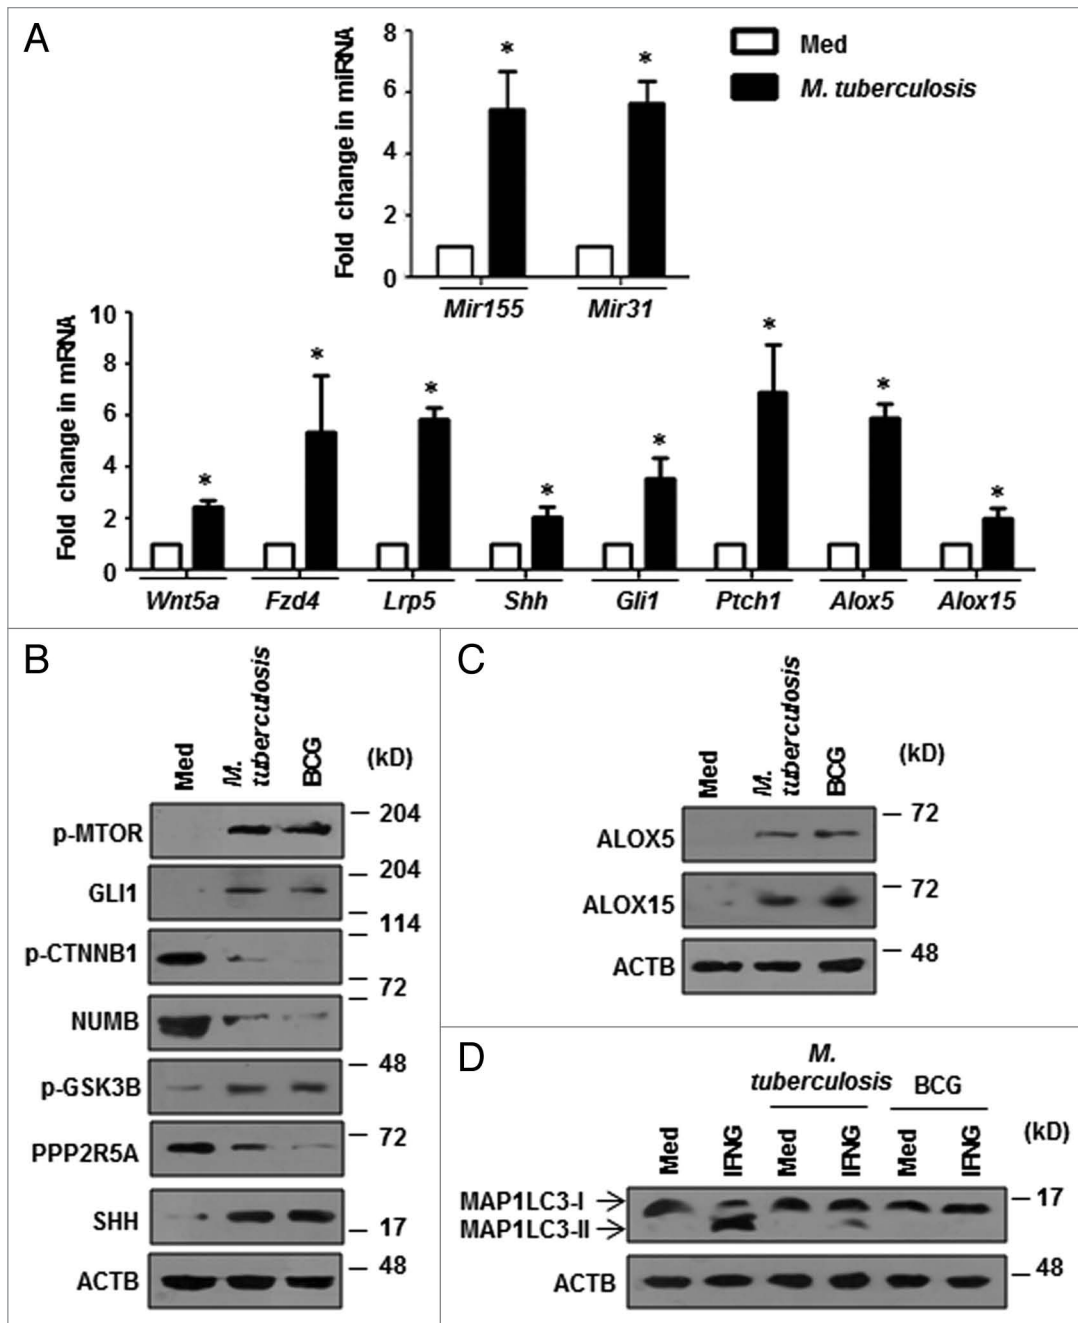 A
Fold change in miRNA
8
6
4
2
0
*
*
Mir155
Mir31
Med
M. tuberculosis
Fold change in mRNA
10
8
6
4
2
0
*
*
*
*
*
*
*
*
Wnt5a
Fzd4
Lrp5
Shh
Gli1
Ptch1
Alox5
Alox15
B
Med
M.
tuberculosis
BCG
(kD)
p-MTOR
204
GLI1
204
114
p-CTNNB1
72
NUMB
p-GSK3B
48
PPP2R5A
72
SHH
17
ACTB
48
C
Med
M.
tuberculosis
BCG
(kD)
ALOX5
72
ALOX15
72
ACTB
48
D
M.
tuberculosis
BCG
Med
IFNG
Med
IFNG
Med
IFNG
(kD)
MAP1LC3-I
17
MAP1LC3-II
ACTB
48